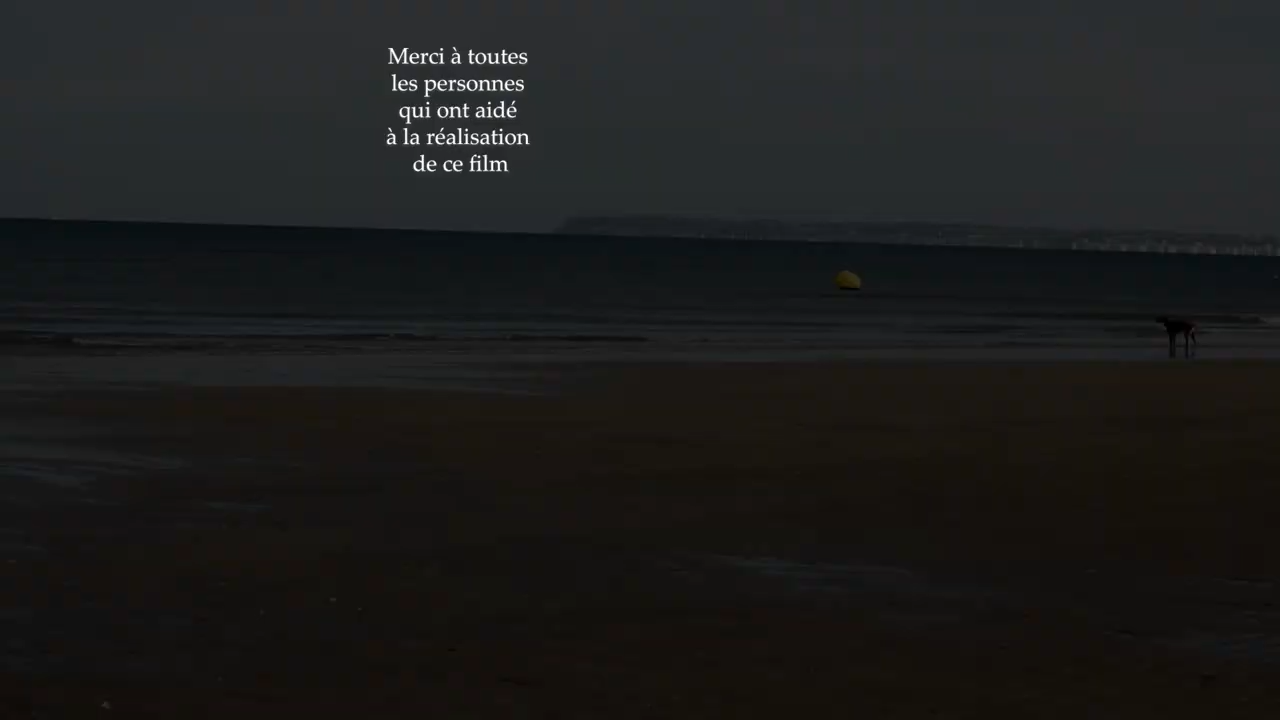 Merci à toutes
les personnes
qui ont aidé
à la réalisation
de ce film